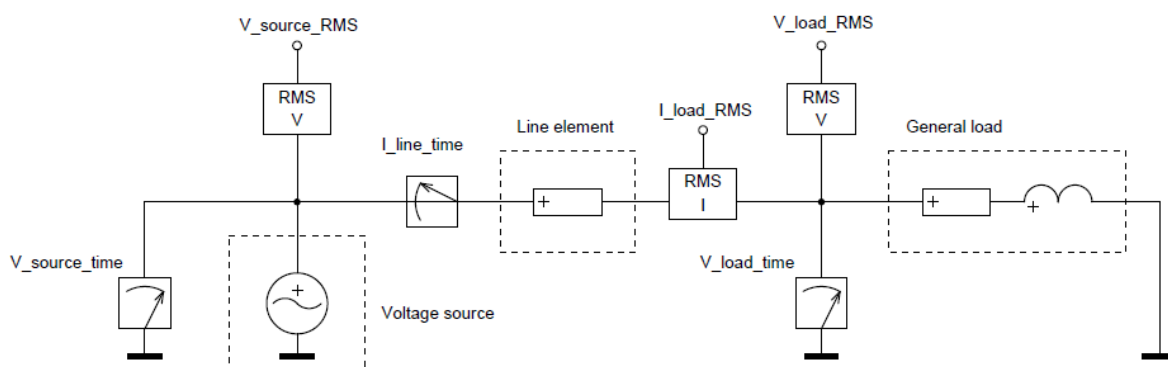 V_source_RMS
V_load_RMS
RMS
V
RMS
V
I_load_RMS
Line element
General load
I_line_time
RMS
I
+
+
+
V_source_time
V_load_time
+
Voltage source